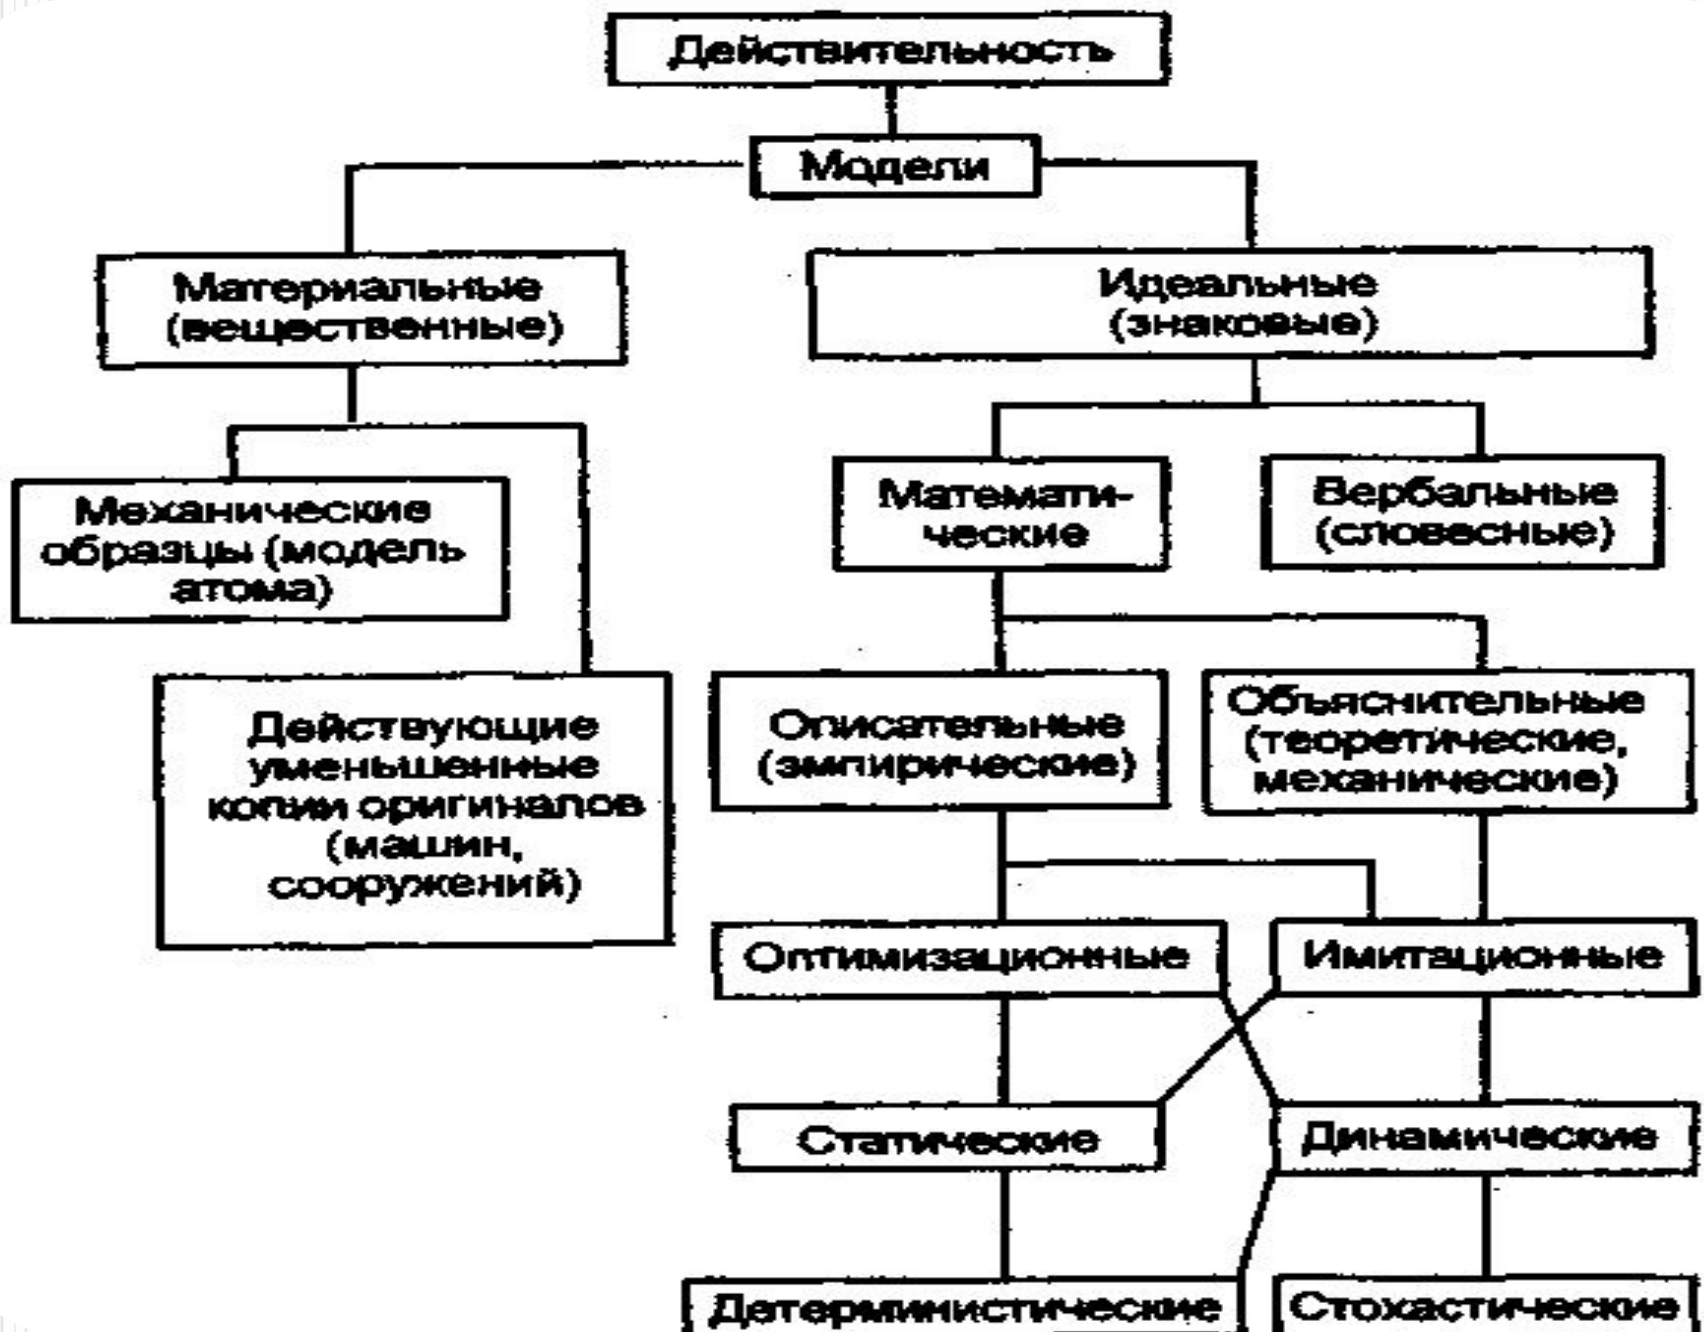 Действительность
Модели
Материальные
(вещественные)
Идеальные
(знаковые)
Механические
образцы (модель
атома)
Математи-
ческие
Вербальные
(словесные)
Действующие
уменьшенные
копии оригиналов
(машин,
сооружений)
Описательные
(эмпирические)
Объяснительные
(теоретические,
механические)
Оптимизационные
Имитационные
Статические
Динамические
Детерминистические
Стохастические